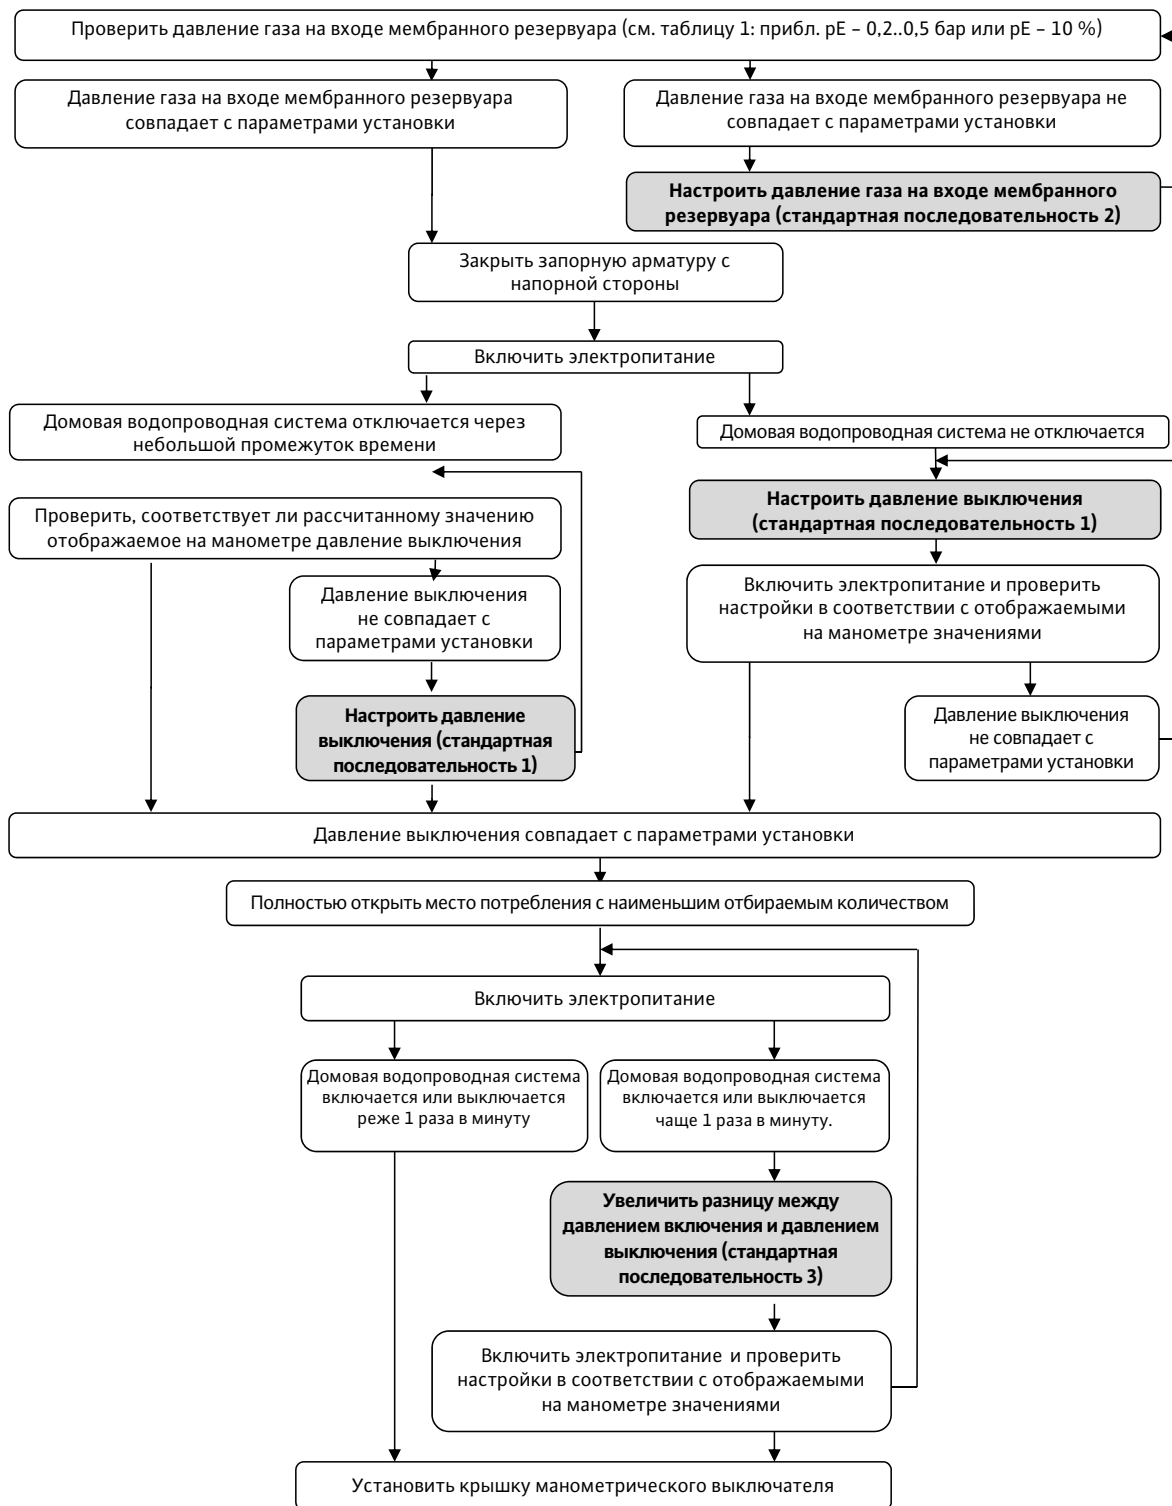 Проверить давление газа на входе мембранного резервуара (см. таблицу 1: прибл. pE – 0,2..0,5 бар или pE – 10 %)
Давление газа на входе мембранного резервуара
совпадает с параметрами установки
Давление газа на входе мембранного резервуара не
совпадает с параметрами установки
Настроить давление газа на входе мембранного
резервуара (стандартная последовательность 2)
Закрыть запорную арматуру с
напорной стороны
Включить электропитание
Домовая водопроводная система отключается через
небольшой промежуток времени
Домовая водопроводная система не отключается
Настроить давление выключения
(стандартная последовательность 1)
Проверить, соответствует ли рассчитанному значению
отображаемое на манометре давление выключения
Включить электропитание и проверить
настройки в соответствии с отображаемыми
на манометре значениями
Давление выключения
не совпадает с
параметрами установки
Настроить давление
выключения (стандартная
последовательность 1)
Давление выключения
не совпадает с
параметрами установки
Давление выключения совпадает с параметрами установки
Полностью открыть место потребления с наименьшим отбираемым количеством
Включить электропитание
Домовая водопроводная система
включается или выключается
реже 1 раза в минуту
Домовая водопроводная система
включается или выключается
чаще 1 раза в минуту.
Увеличить разницу между
давлением включения и давлением
выключения (стандартная
последовательность 3)
Включить электропитание и проверить
настройки в соответствии с отображаемыми
на манометре значениями
Установить крышку манометрического выключателя